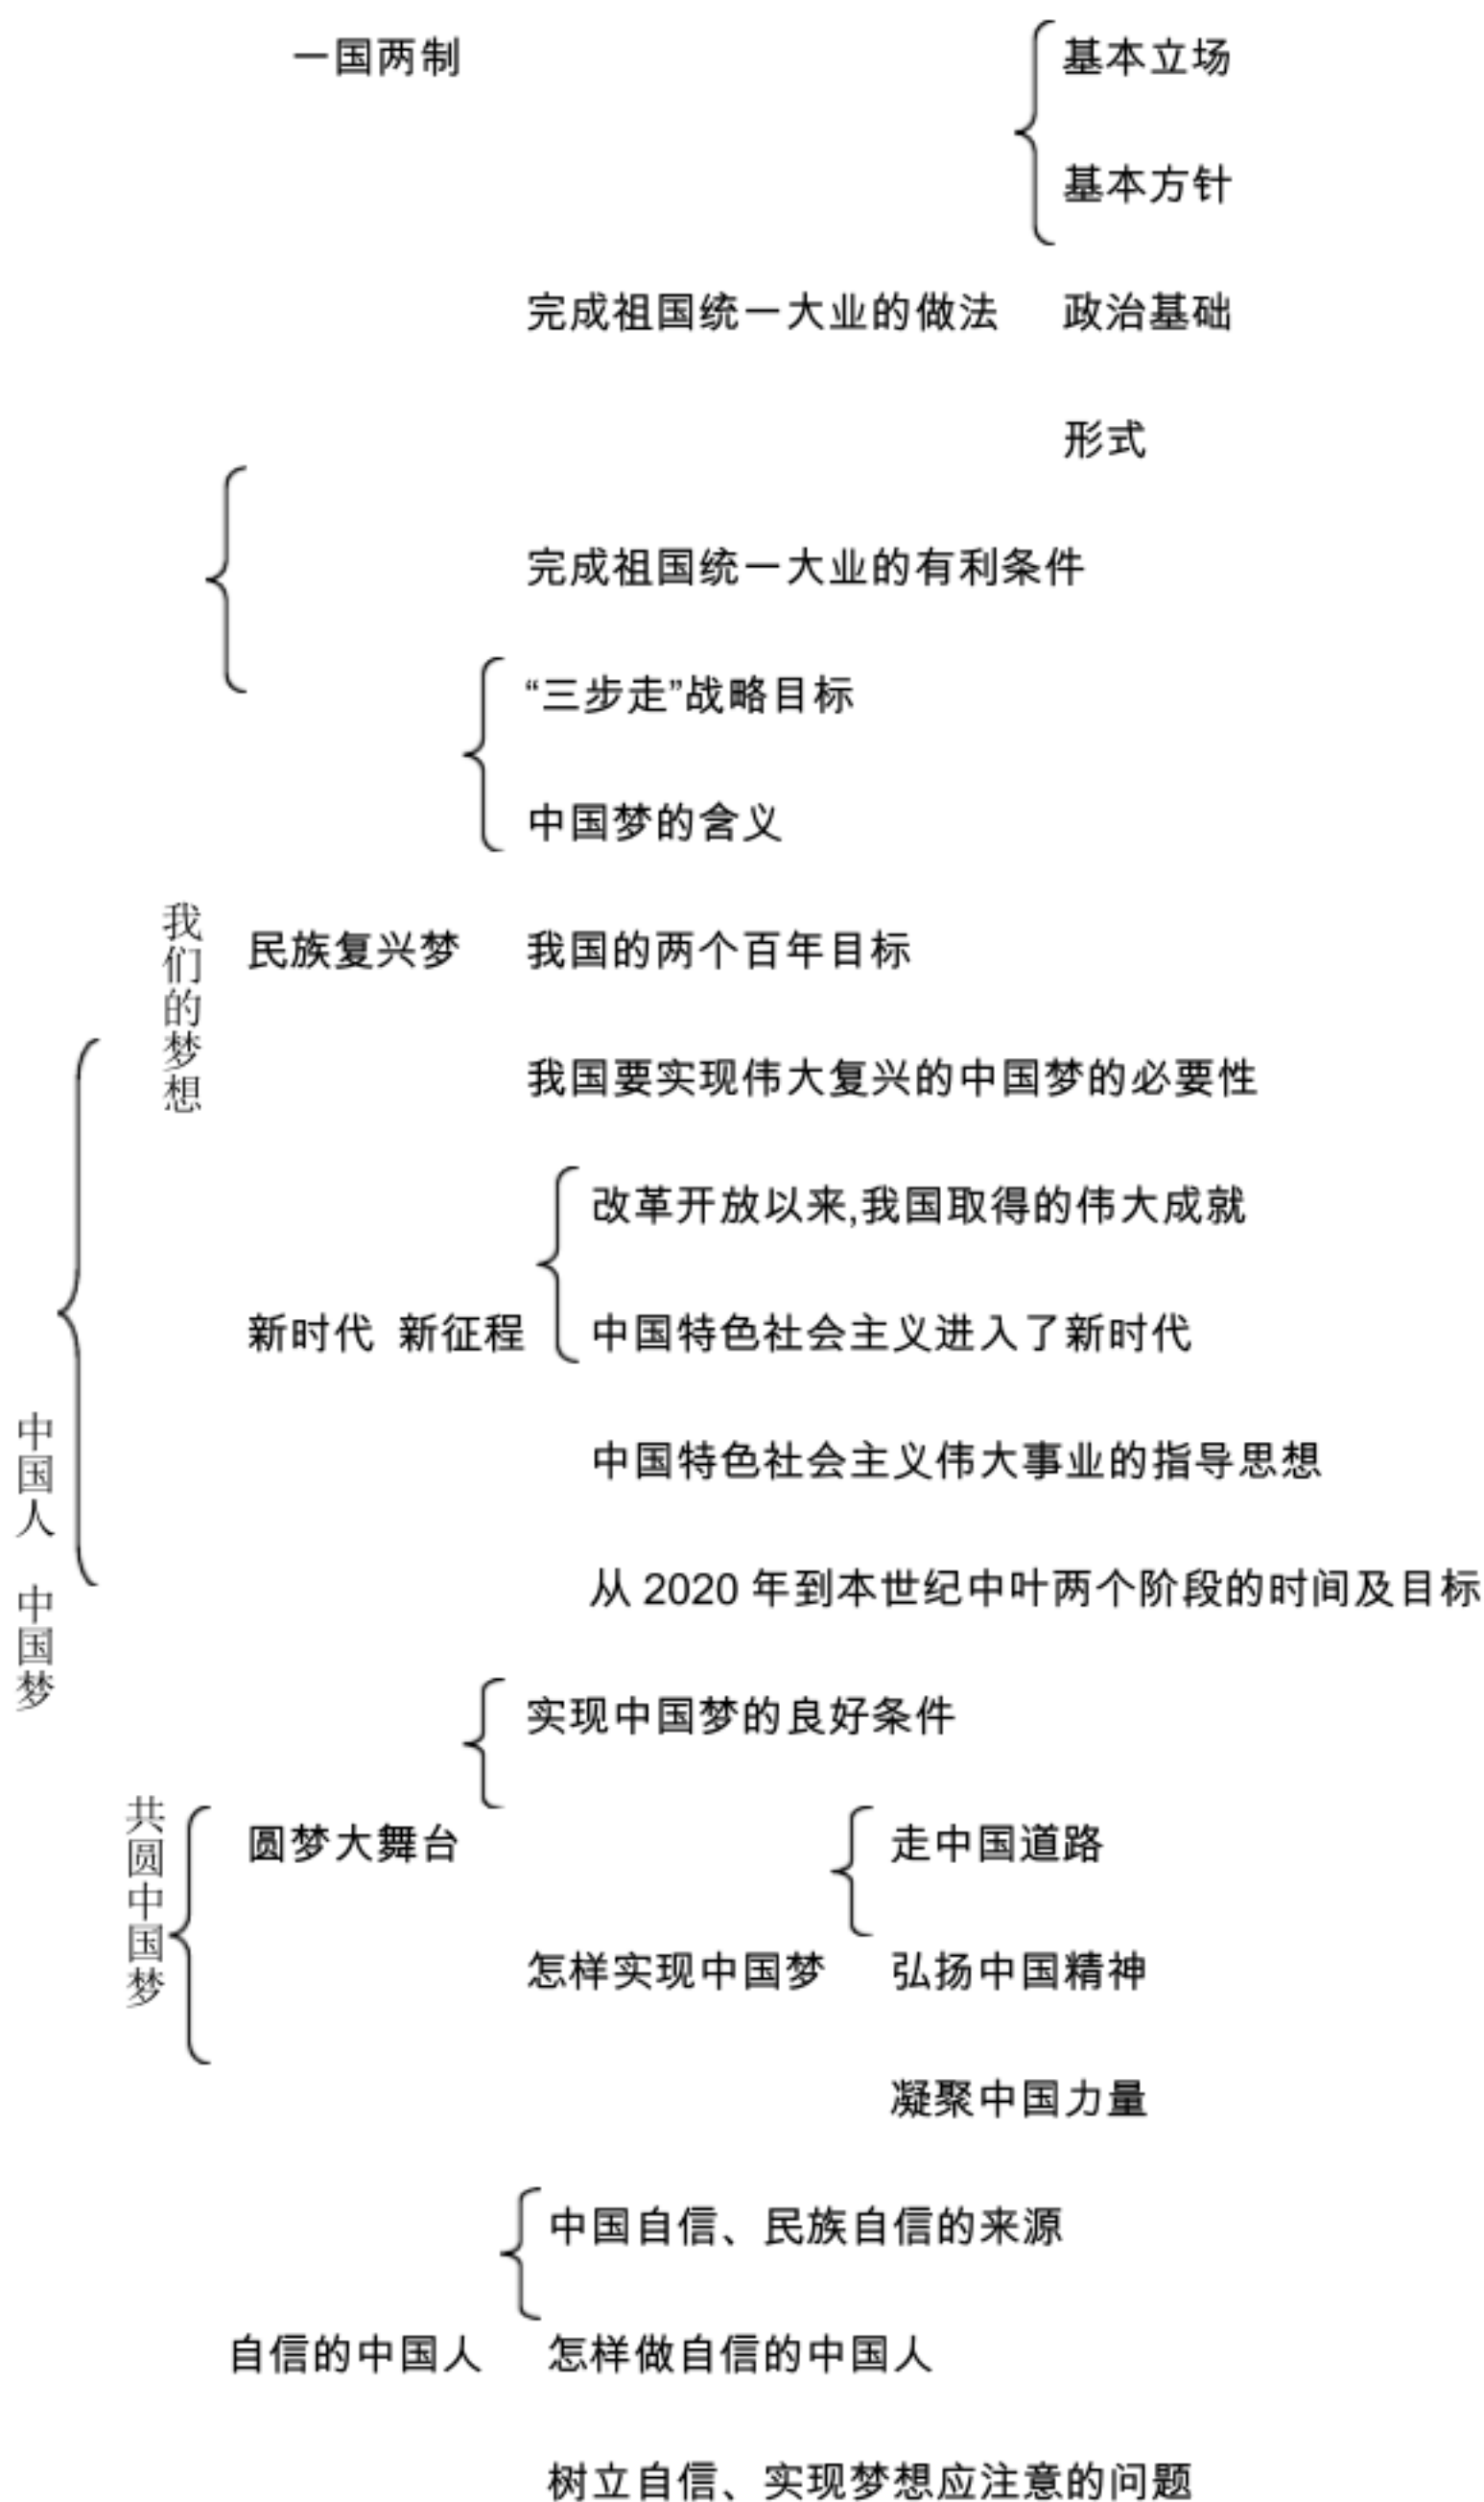 一国两制
基本立场
基本方针
完成祖国统一大业的做法
政治基础
形式
完成祖国统一大业的有利条件
“三步走”战略目标
中国梦的含义
我们的梦想
民族复兴梦
我国的两个百年目标
我国要实现伟大复兴的中国梦的必要性
改革开放以来,我国取得的伟大成就
新时代 新征程
中国特色社会主义进入了新时代
中国人 中国梦
中国特色社会主义伟大事业的指导思想
从 2020 年到本世纪中叶两个阶段的时间及目标
实现中国梦的良好条件
共圆中国梦
圆梦大舞台
走中国道路
怎样实现中国梦
弘扬中国精神
凝聚中国力量
中国自信、民族自信的来源
自信的中国人
怎样做自信的中国人
树立自信、实现梦想应注意的问题